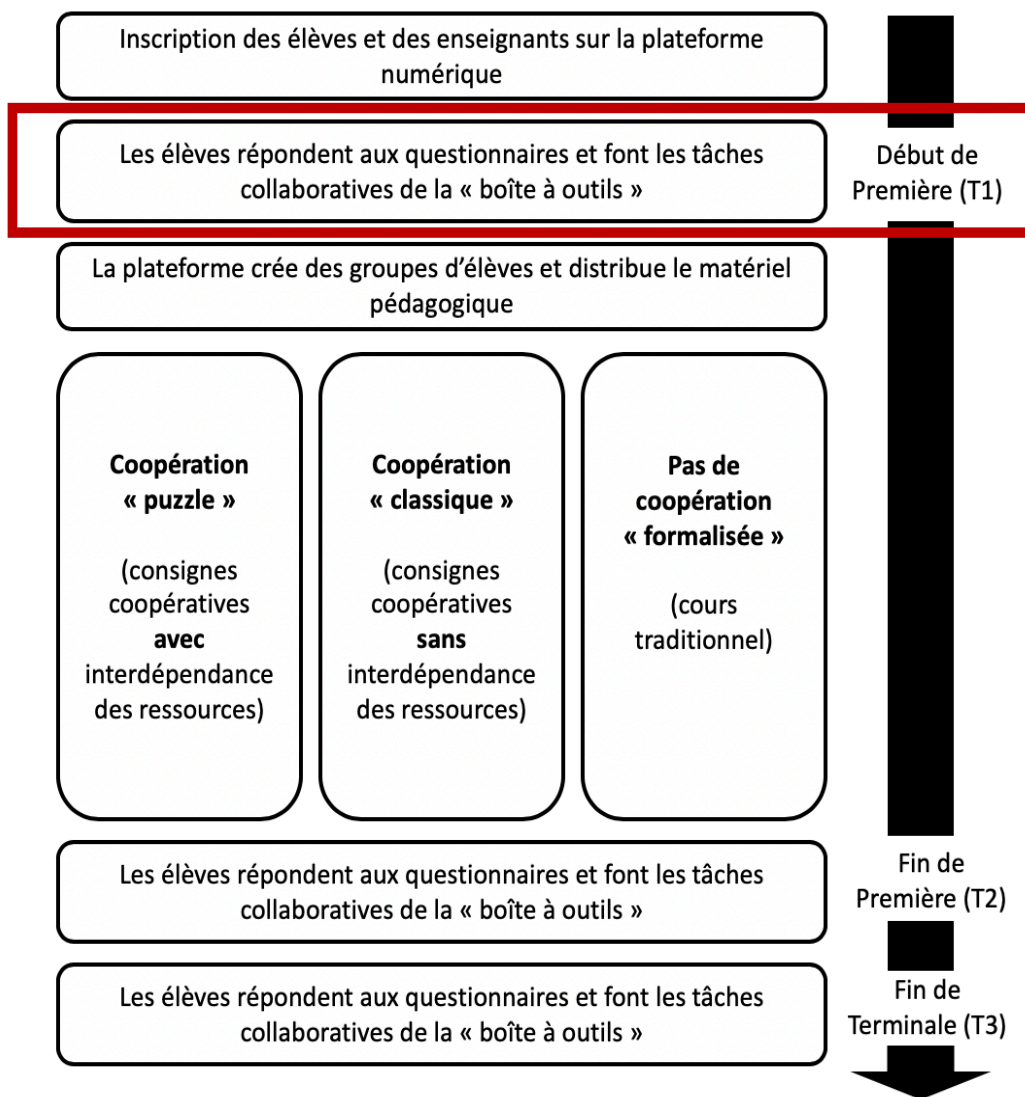 Inscription des élèves et des enseignants sur la plateforme
numérique
Les élèves répondent aux questionnaires et font les tâches
collaboratives de la « boîte à outils »
Début de
Première (T1)
La plateforme crée des groupes d'élèves et distribue le matériel
pédagogique
Coopération
« puzzle »
(consignes
coopératives
avec
interdépendance
des ressources)
Coopération
« classique »
(consignes
coopératives
sans
interdépendance
des ressources)
Pas de
coopération
« formalisée »
(cours
traditionnel)
Les élèves répondent aux questionnaires et font les tâches
collaboratives de la « boîte à outils »
Fin de
Première (T2)
Les élèves répondent aux questionnaires et font les tâches
collaboratives de la « boîte à outils »
Fin de
Terminale (T3)